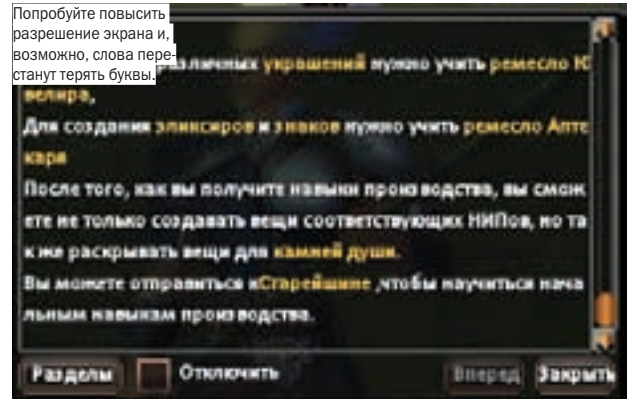 Попробуйте повысить
разрешение экрана и,
возможно, слова пере-
станут терять буквы.
различных украшений нужно учить ремесло Ю
велира,
Для создания эликсиров и знаков нужно учить ремесло Апте
каря
После того, как вы получите навыки производства, вы смож
ете не только создавать вещи соответствующих НИПов, но та
к же раскрывать вещи для камней души.
Вы можете отправиться кСтарейшине ,чтобы научиться нача
льным навыкам производства.
Разделы Отключить Вперед Закрыть